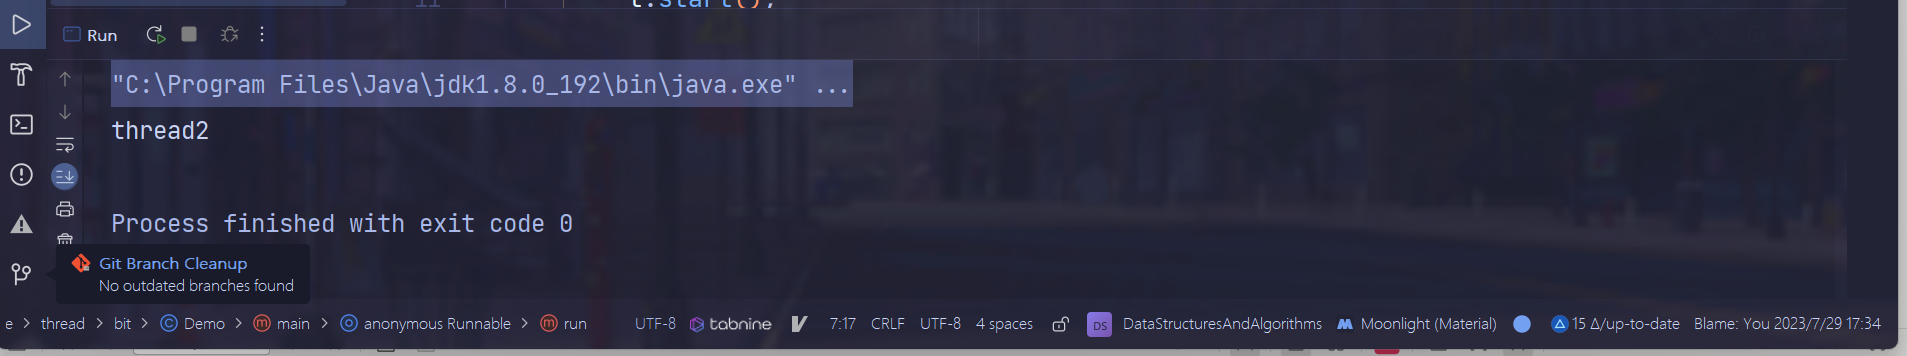 11 t.start();
Run
"C:\Program Files\Java\jdk1.8.0_192\bin\java.exe" ...
thread2
Process finished with exit code 0
Git Branch Cleanup
No outdated branches found
e > thread > bit > Demo > main > anonymous Runnable > run UTF-8 tabnine 7:17 CRLF UTF-8 4 spaces DS DataStructuresAndAlgorithms Moonlight (Material) 15 Δ/up-to-date Blame: You 2023/7/29 17:34